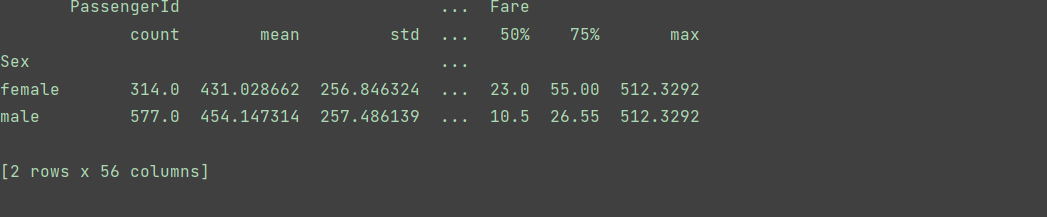 PassengerId ... Fare
count mean std ... 50% 75% max
Sex ...
female 314.0 431.028662 256.846324 ... 23.0 55.00 512.3292
male 577.0 454.147314 257.486139 ... 10.5 26.55 512.3292
[2 rows x 56 columns]